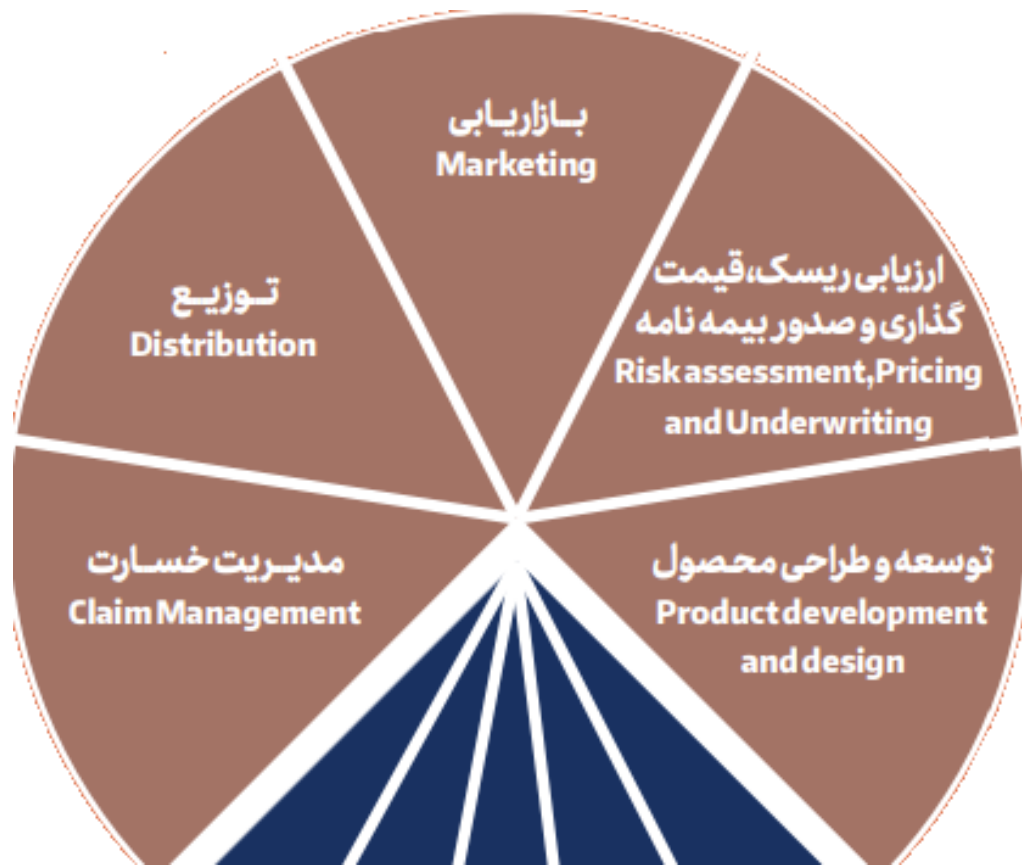 بـازاریـابی
Marketing
ارزیابی ریسک،قیمت
گذاری و صدور بیمه نامه
Risk assessment,Pricing
and Underwriting
تـوزیـع
Distribution
مدیـریت خسـارت
Claim Management
توسعه و طراحی محصول
Product development
and design